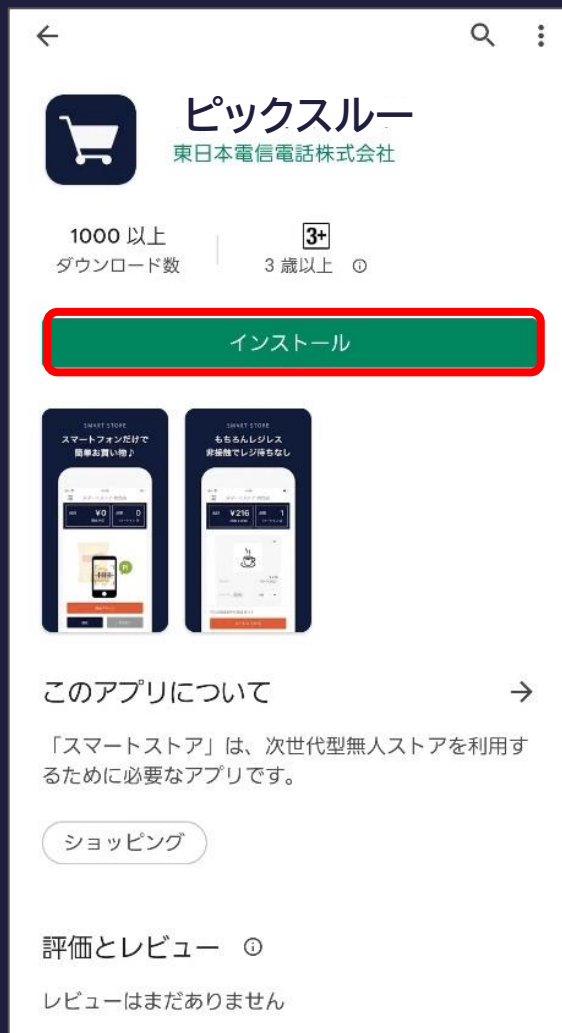 ピックスルー
東日本電信電話株式会社
1000 以上
ダウンロード数
3+
3 歳以上
インストール
SMART STORE
スマートフォンだけで
簡単お買い物♪
¥0
0
SMART STORE
もちろんレジレス
非接触でレジ待ちなし
¥216
1
このアプリについて
「スマートストア」は、次世代型無人ストアを利用す
るために必要なアプリです。
ショッピング
評価とレビュー
レビューはまだありません